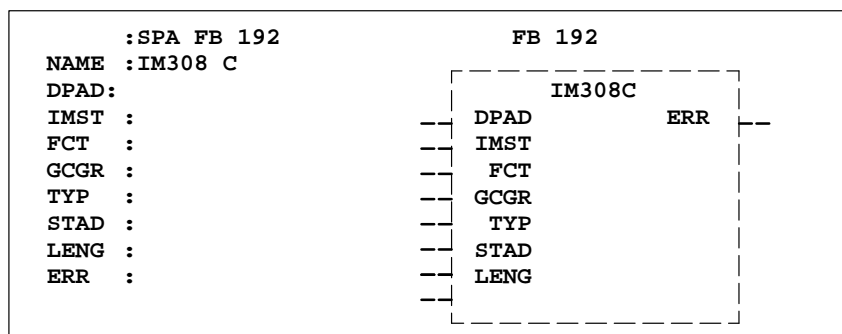 :SPA FB 192
NAME :IM308 C
DPAD:
IMST :
FCT :
GCGR :
TYP :
STAD :
LENG :
ERR :
FB 192
IM308C
DPAD ERR
IMST
FCT
GCGR
TYP
STAD
LENG